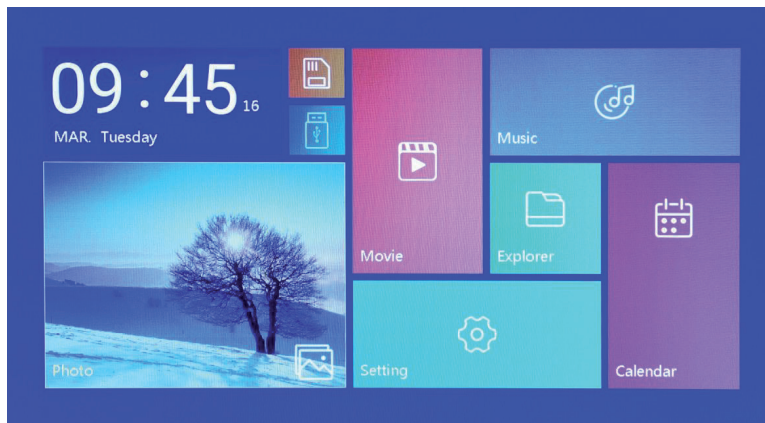 09:45 16
MAR. Tuesday
Photo
Movie
Music
Explorer
Setting
Calendar